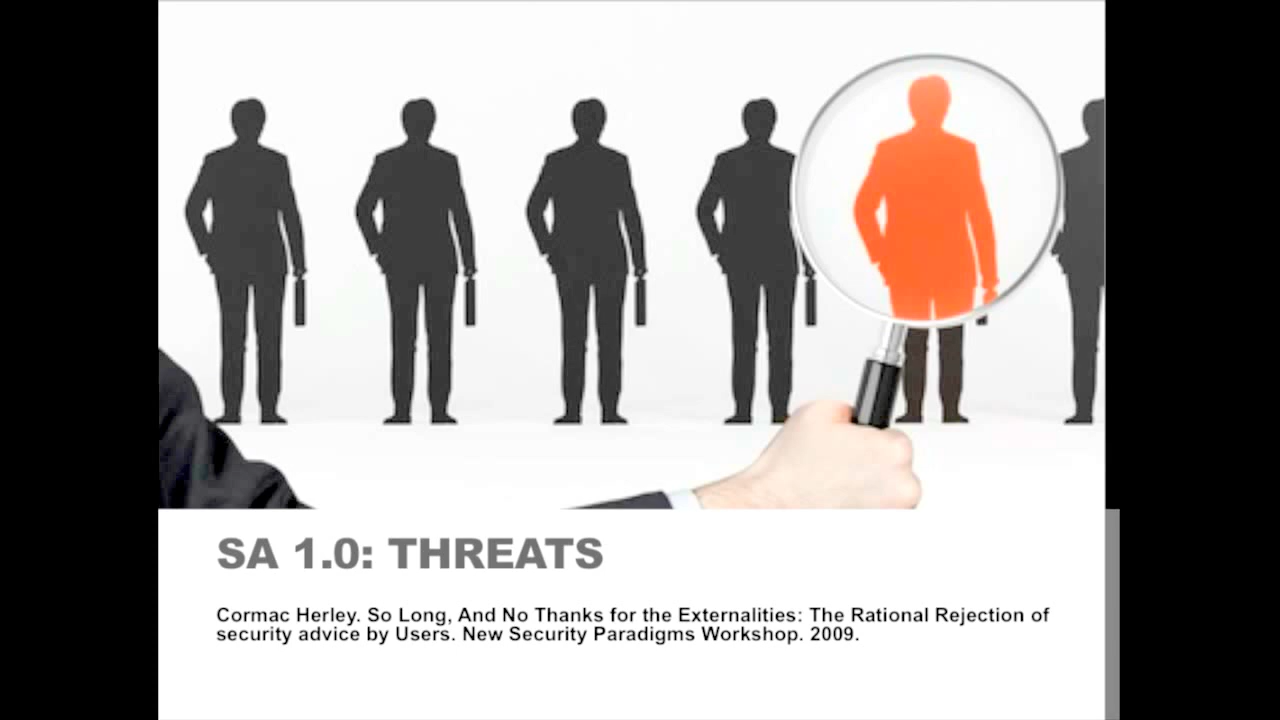 SA 1.0: THREATS
Cormac Herley. So Long, And No Thanks for the Externalities: The Rational Rejection of
security advice by Users. New Security Paradigms Workshop. 2009.